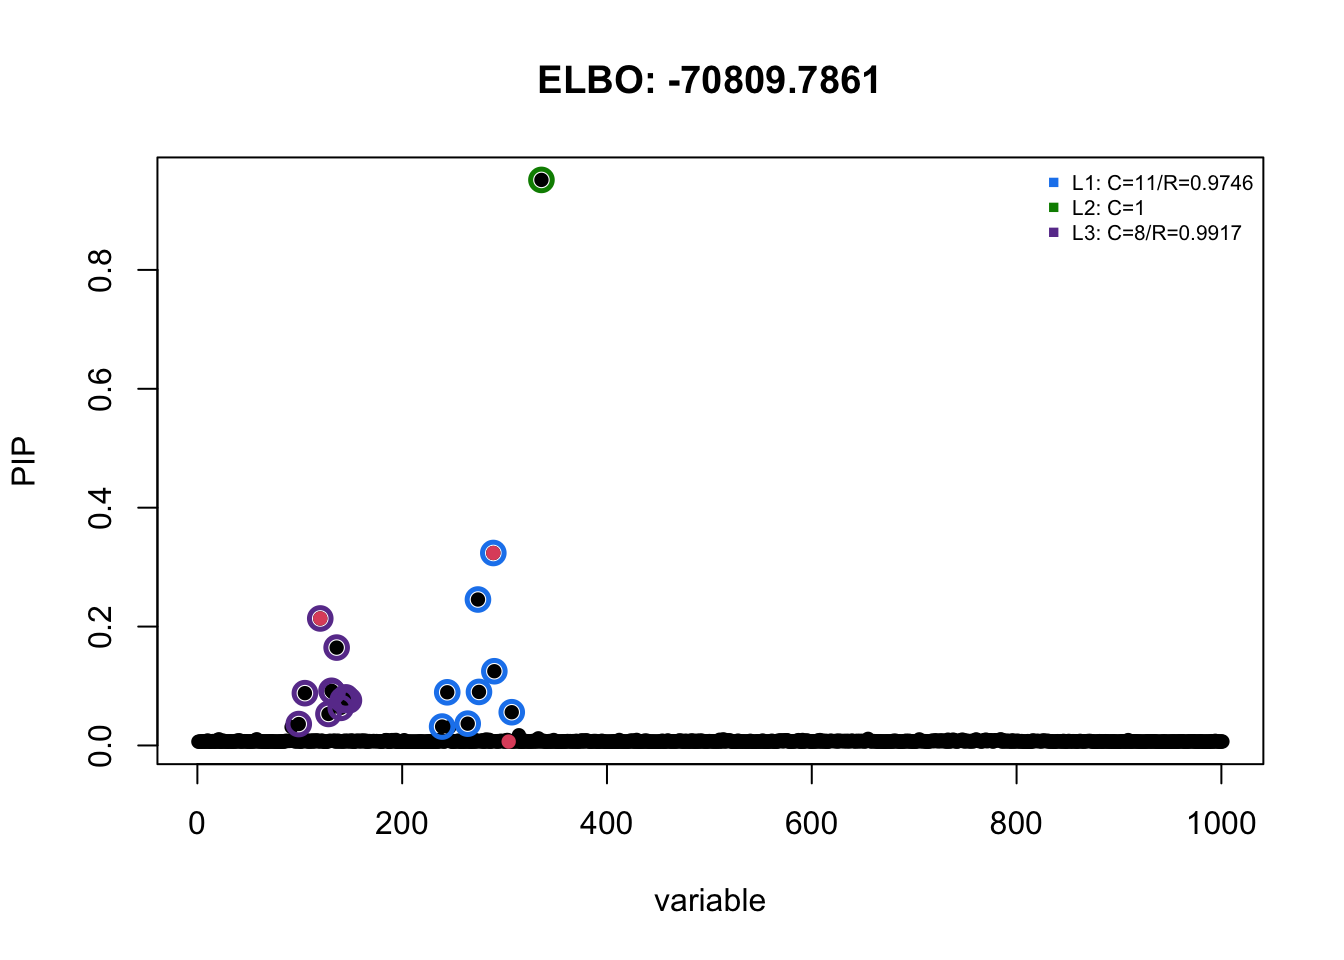 ELBO: -70809.7861
L1: C=11/R=0.9746
L2: C=1
L3: C=8/R=0.9917
PIP
0.8
0.6
0.4
0.2
0.0
0 200 400 600 800 1000
variable